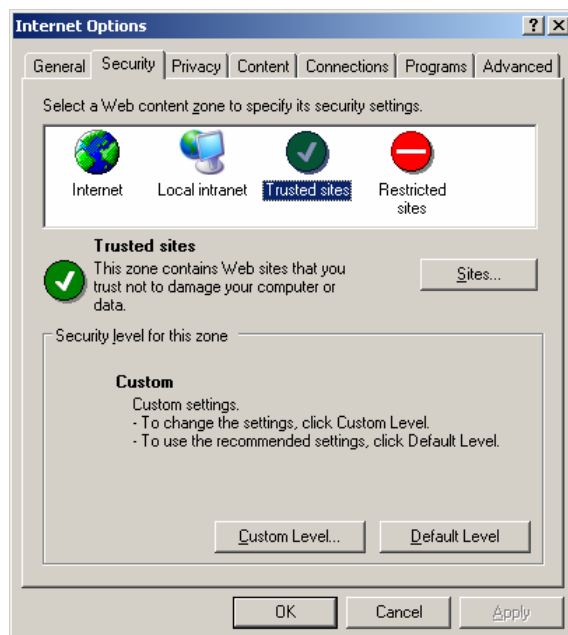 Internet Options
General Security Privacy Content Connections Programs Advanced
Select a Web content zone to specify its security settings.
Internet Local intranet Trusted sites Restricted
sites
Trusted sites
This zone contains Web sites that you
trust not to damage your computer or
data.
Sites...
Security level for this zone
Custom
Custom settings.
- To change the settings, click Custom Level.
- To use the recommended settings, click Default Level.
Custom Level... Default Level
OK Cancel Apply